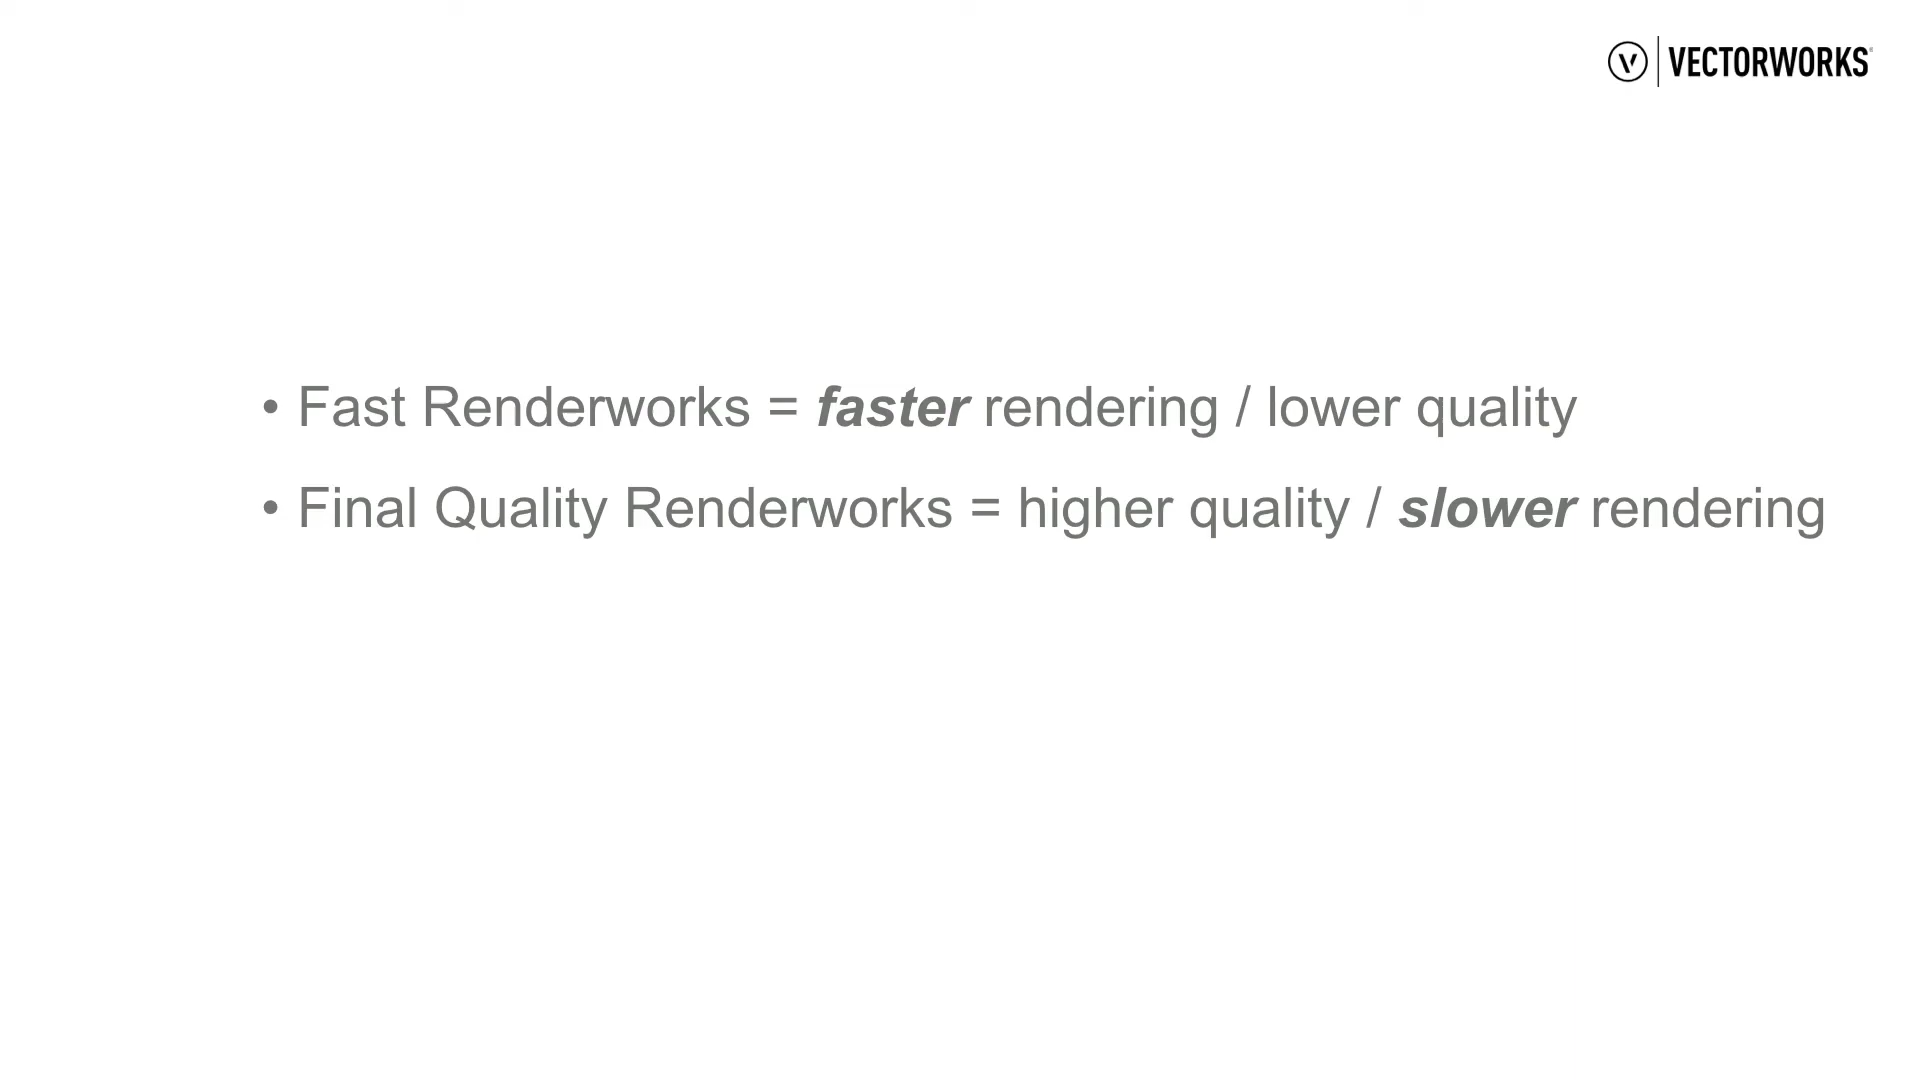 VECTORWORKS
• Fast Renderworks = faster rendering / lower quality
• Final Quality Renderworks = higher quality / slower rendering